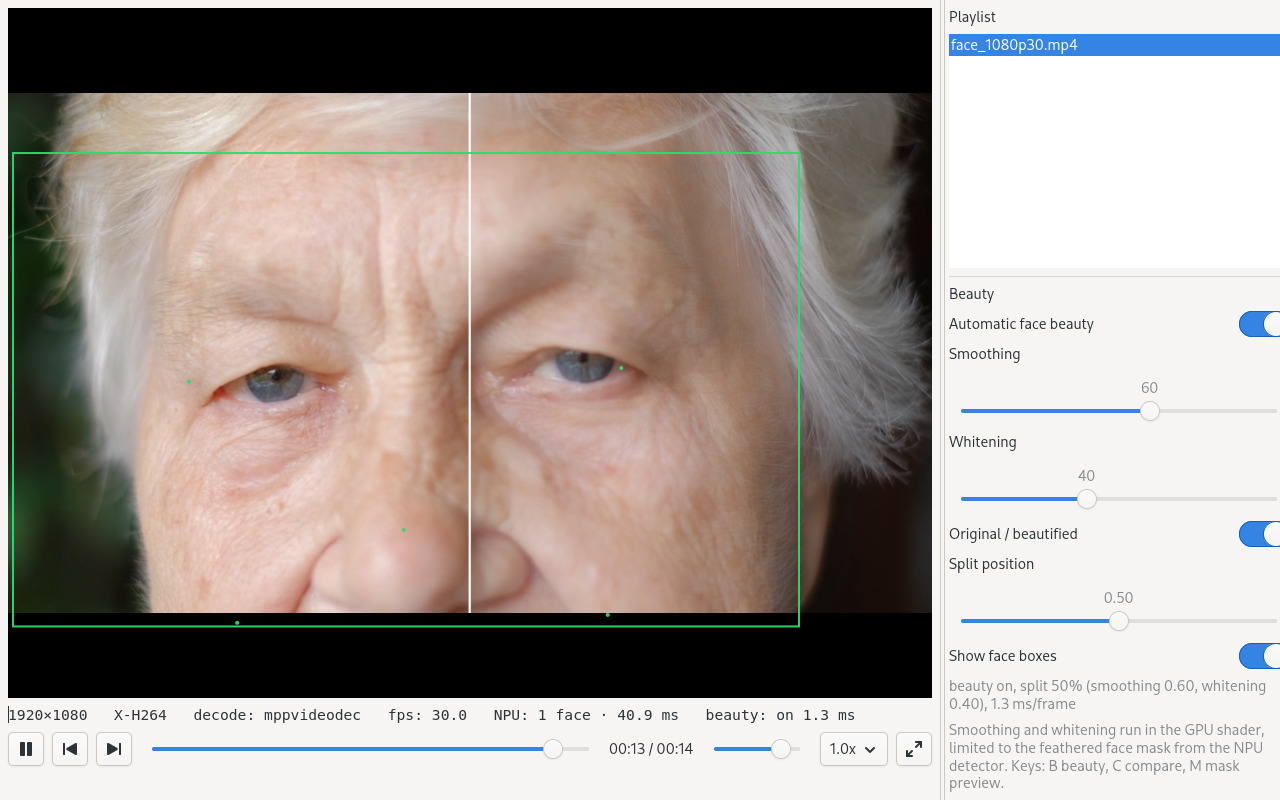 Playlist
face_1080p30.mp4
Beauty
Automatic face beauty
Smoothing
60
Whitening
40
Original / beautified
Split position
0.50
Show face boxes
beauty on, split 50% (smoothing 0.60, whitening
0.40), 1.3 ms/frame
Smoothing and whitening run in the GPU shader,
limited to the feathered face mask from the NPU
detector. Keys: B beauty, C compare, M mask
preview.
1920×1080 X-H264 decode: mppvideodec fps: 30.0 NPU: 1 face · 40.9 ms beauty: on 1.3 ms
00:13 / 00:14 1.0x